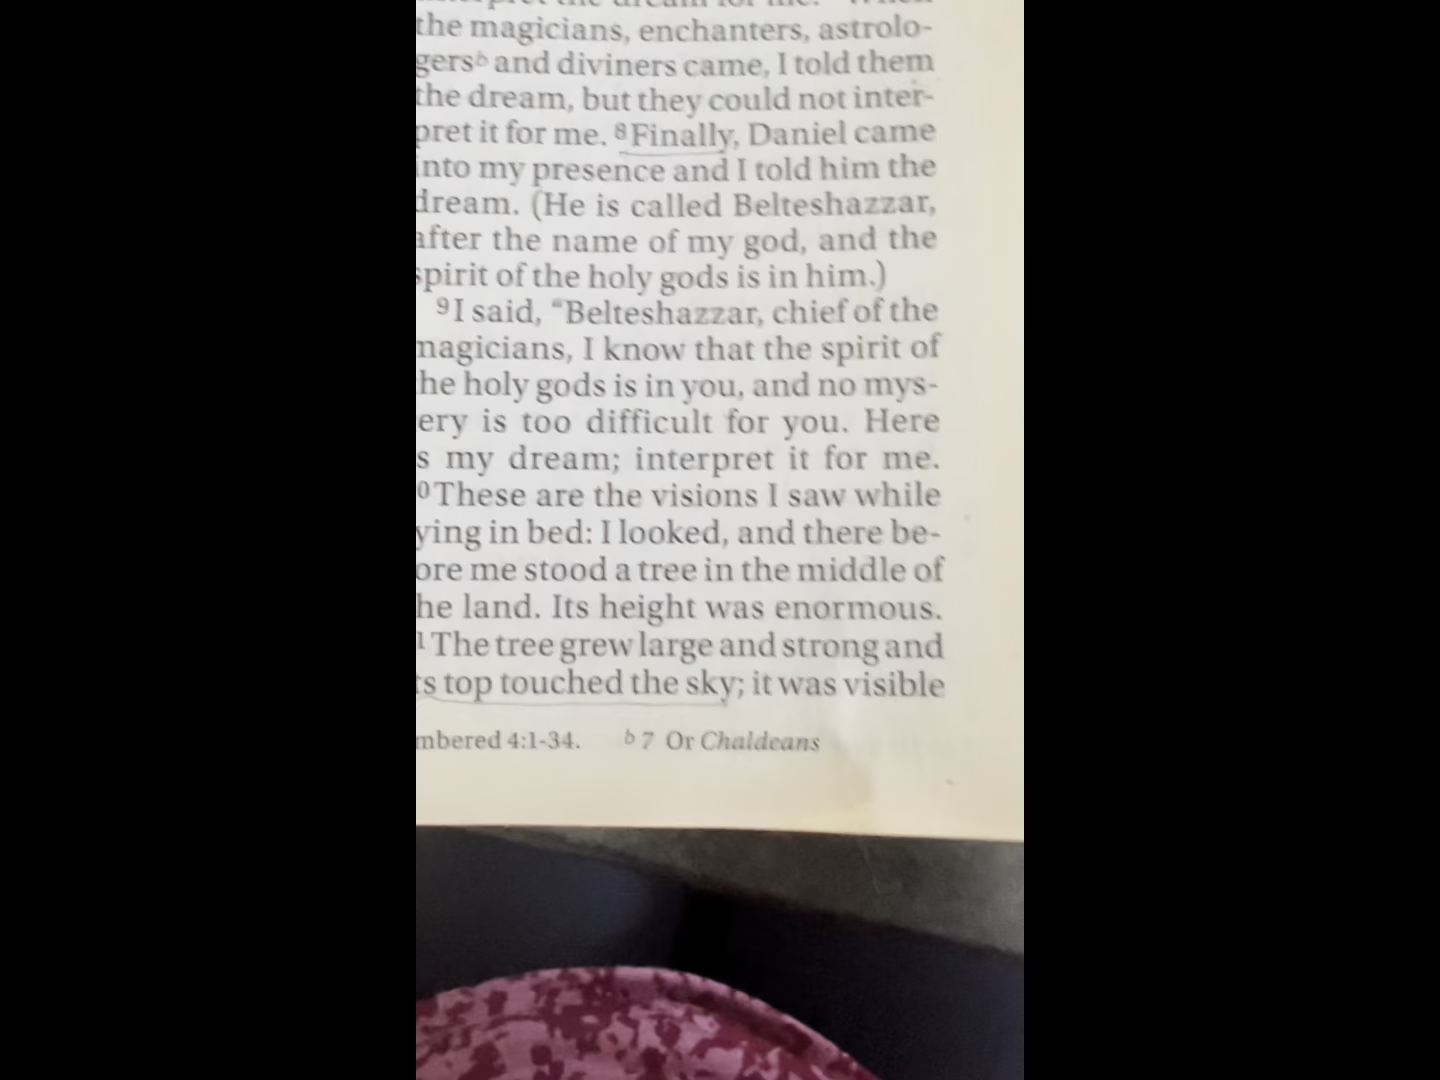 the magicians, enchanters, astrolo-
gersb and diviners came, I told them
the dream, but they could not inter-
pret it for me. 8Finally, Daniel came
into my presence and I told him the
dream. (He is called Belteshazzar,
after the name of my god, and the
spirit of the holy gods is in him.)
9I said, “Belteshazzar, chief of the
magicians, I know that the spirit of
he holy gods is in you, and no mys-
ery is too difficult for you. Here
s my dream; interpret it for me.
0These are the visions I saw while
ying in bed: I looked, and there be-
ore me stood a tree in the middle of
he land. Its height was enormous.
1The tree grew large and strong and
ts top touched the sky; it was visible
mbered 4:1-34. b 7 Or Chaldeans